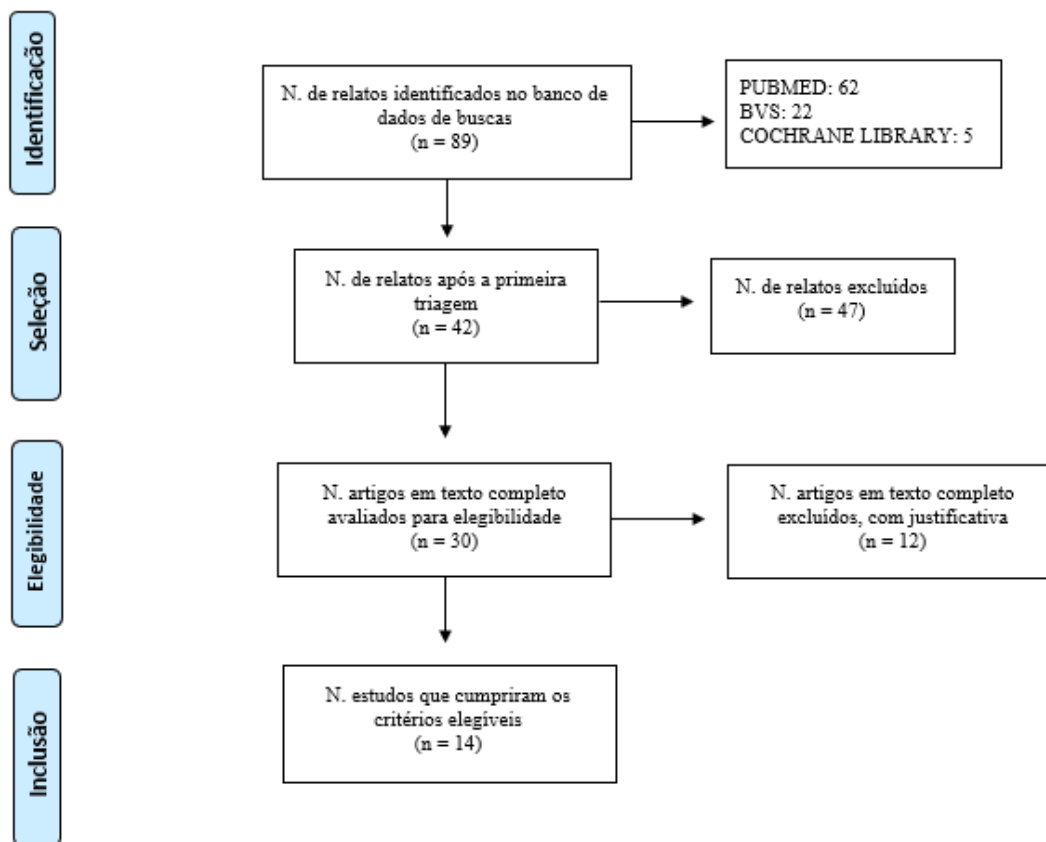 Identificação
N. de relatos identificados no banco de
dados de buscas
(n = 89)
PUBMED: 62
BVS: 22
COCHRANE LIBRARY: 5
Seleção
N. de relatos após a primeira
triagem
(n = 42)
N. de relatos excluídos
(n = 47)
Elegibilidade
N. artigos em texto completo
avaliados para elegibilidade
(n = 30)
N. artigos em texto completo
excluídos, com justificativa
(n = 12)
Inclusão
N. estudos que cumpriram os
critérios elegíveis
(n = 14)